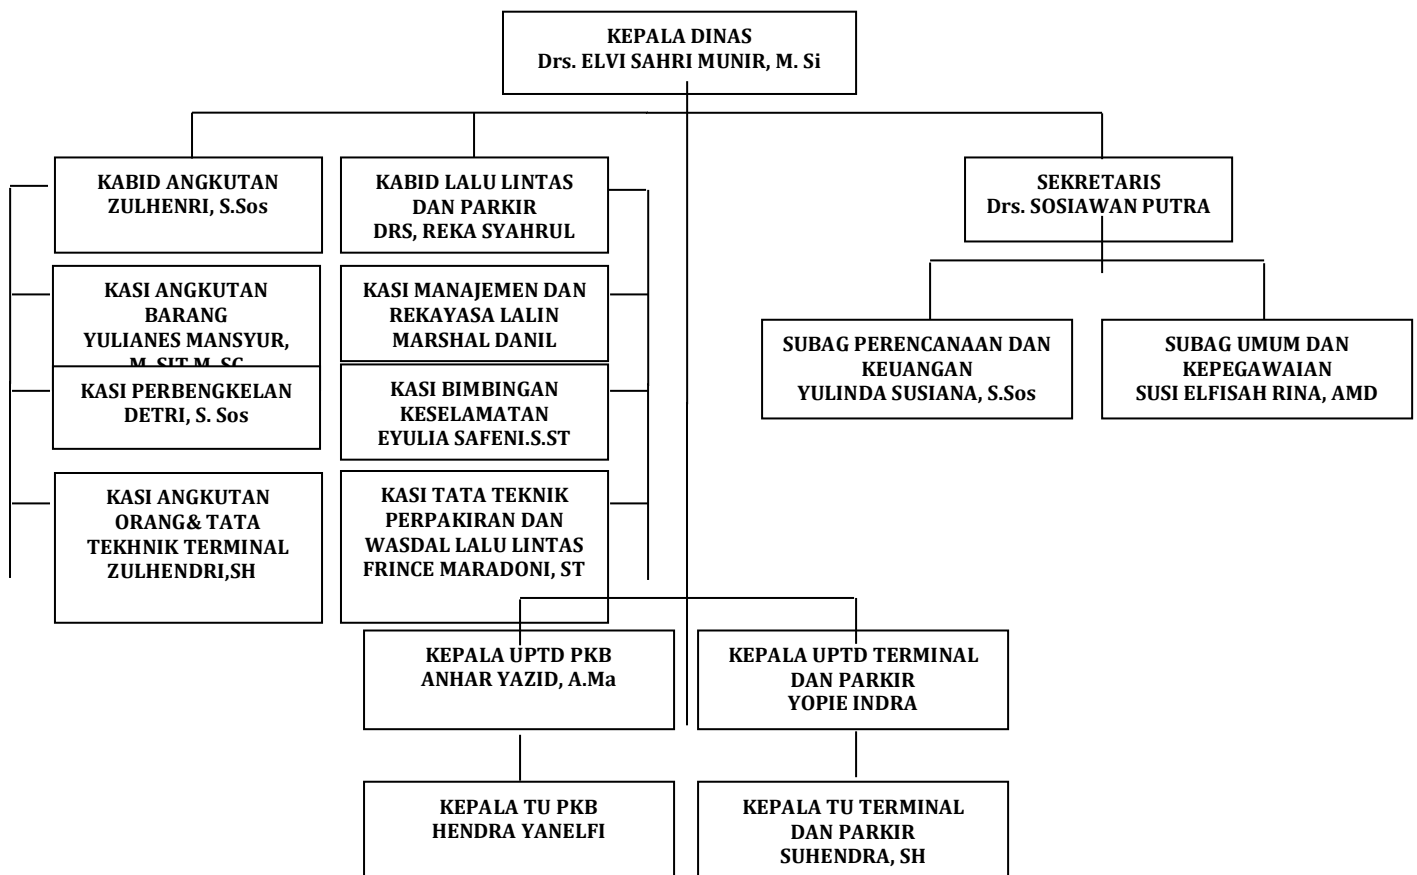 KEPALA DINAS
Drs. ELVI SAHRI MUNIR, M. Si
KABID ANGKUTAN
ZULHENRI, S.Sos
KABID LALU LINTAS
DAN PARKIR
DRS, REKA SYAHRUL
SEKRETARIS
Drs. SOSIAWAN PUTRA
KASI ANGKUTAN
BARANG
YULIANES MANSYUR,
M. SIT M. SC
KASI MANAJEMEN DAN
REKAYASA LALIN
MARSHAL DANIL
SUBAG PERENCANAAN DAN
KEUANGAN
YULINDA SUSIANA, S.Sos
SUBAG UMUM DAN
KEPEGAWAIAN
SUSI ELFISAH RINA, AMD
KASI PERBENGKELAN
DETRI, S. Sos
KASI BIMBINGAN
KESELAMATAN
EYULIA SAFENI.S.ST
KASI ANGKUTAN
ORANG& TATA
TEKHNIK TERMINAL
ZULHENDRI,SH
KASI TATA TEKNIK
PERPAKIRAN DAN
WASDAL LALU LINTAS
FRINCE MARADONI, ST
KEPALA UPTD PKB
ANHAR YAZID, A.Ma
KEPALA UPTD TERMINAL
DAN PARKIR
YOPIE INDRA
KEPALA TU PKB
HENDRA YANELFI
KEPALA TU TERMINAL
DAN PARKIR
SUHENDRA, SH